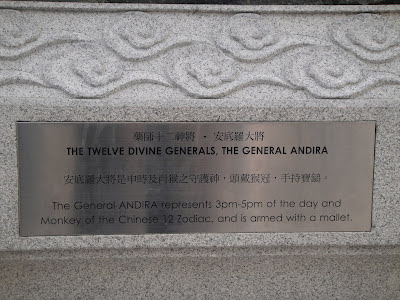 藥師十二神將 · 安底羅大將
THE TWELVE DIVINE GENERALS, THE GENERAL ANDIRA
安底羅大將是申時及肖猴之守護神，頭戴猴冠，手持寶鎚。
The General ANDIRA represents 3pm-5pm of the day and
Monkey of the Chinese 12 Zodiac, and is armed with a mallet.